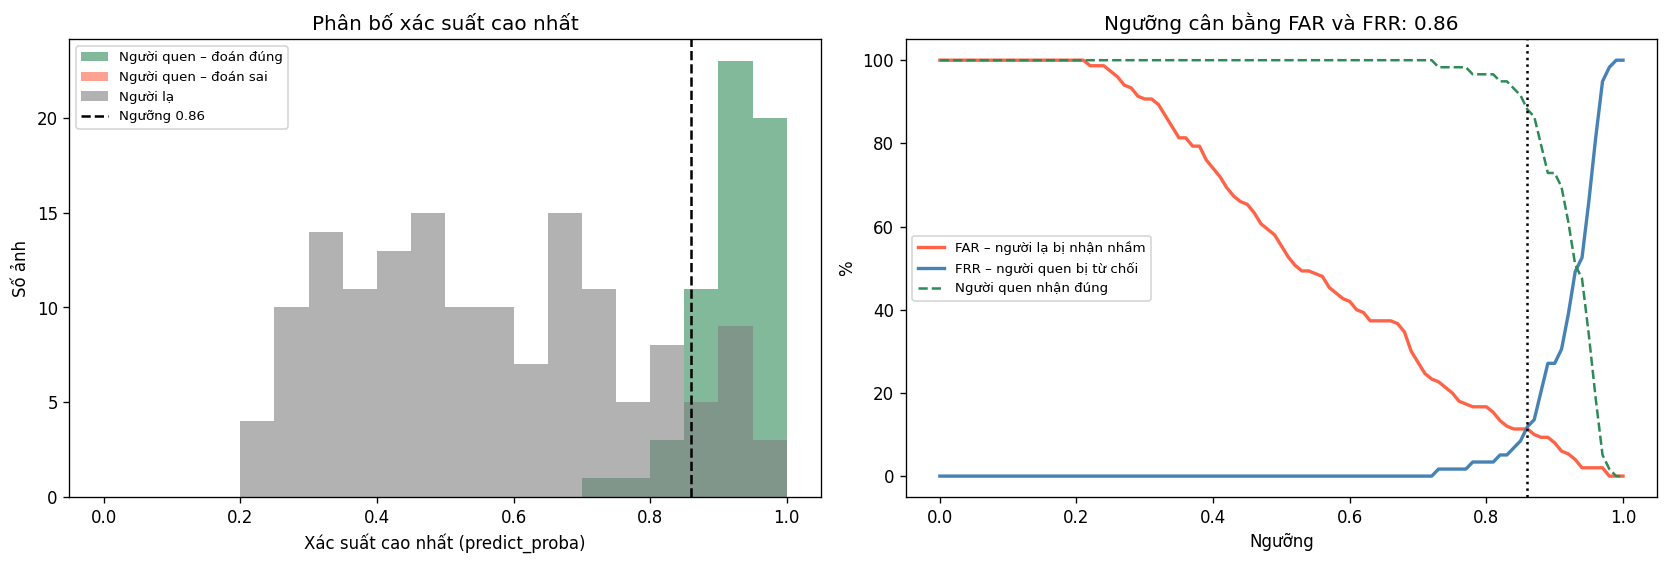 Phân bố xác suất cao nhất
Người quen – đoán đúng
Người quen – đoán sai
Người lạ
Ngưỡng 0.86
Số ảnh
20
15
10
5
0
0.0 0.2 0.4 0.6 0.8 1.0
Xác suất cao nhất (predict_proba)
Ngưỡng cân bằng FAR và FRR: 0.86
FAR – người lạ bị nhận nhầm
FRR – người quen bị từ chối
Người quen nhận đúng
%
100
80
60
40
20
0
0.0 0.2 0.4 0.6 0.8 1.0
Ngưỡng